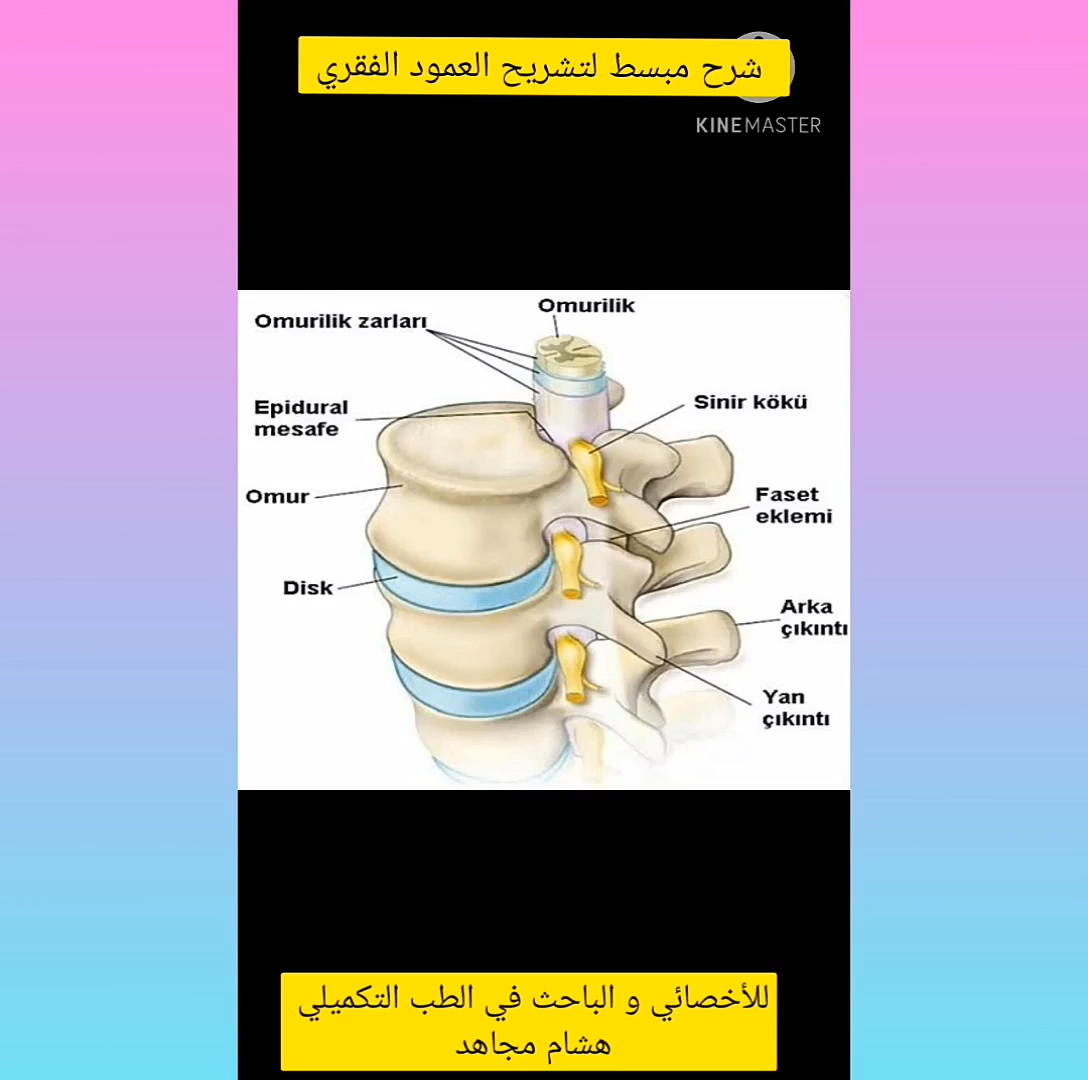 شرح مبسط لتشريح العمود الفقري
KINEMASTER
Omurilik
Omurilik zarları
Sinir kökü
Epidural
mesafe
Omur
Faset
eklemi
Disk
Arka
çıkıntı
Yan
çıkıntı
للأخصائي و الباحث في الطب التكميلي
هشام مجاهد